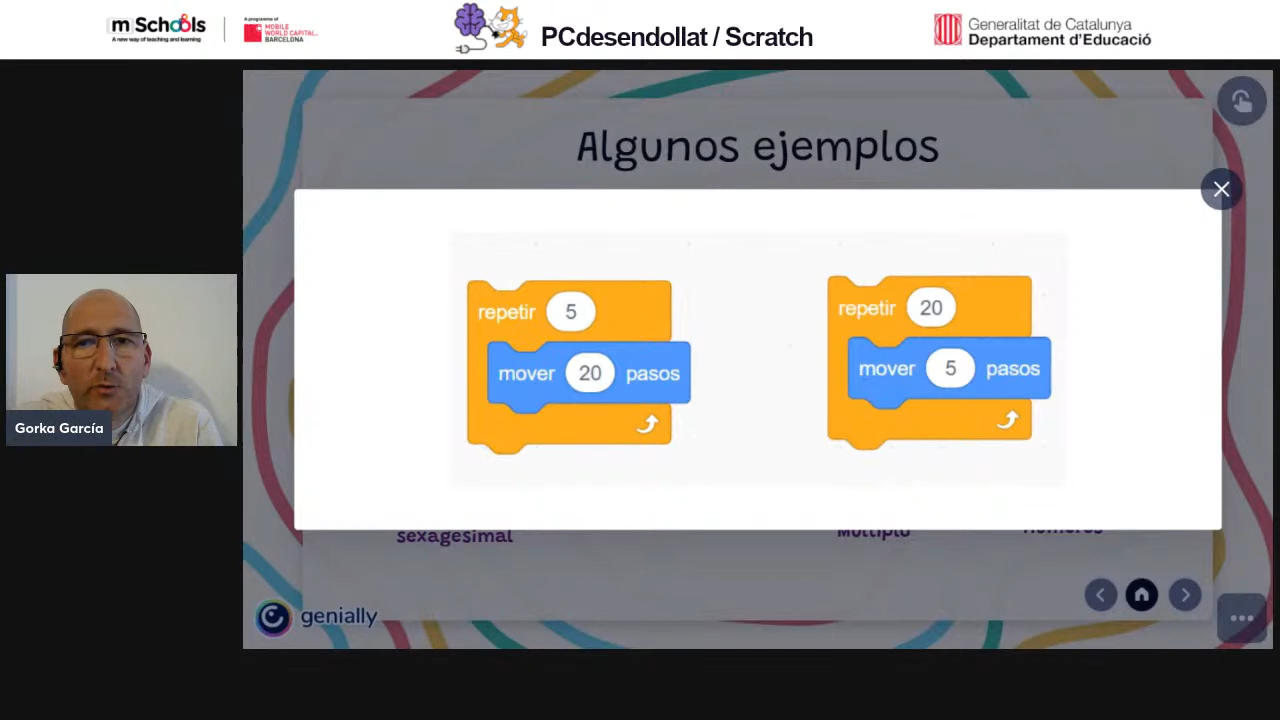 mSchools
A new way of teaching and learning
A programme of
MOBILE
WORLD CAPITAL
BARCELONA
PCdesendollat / Scratch
Generalitat de Catalunya
Departament d'Educació
Algunos ejemplos
repetir 5
mover 20 pasos
repetir 20
mover 5 pasos
Gorka García
sexagesimal
Múltiplo
números
genially